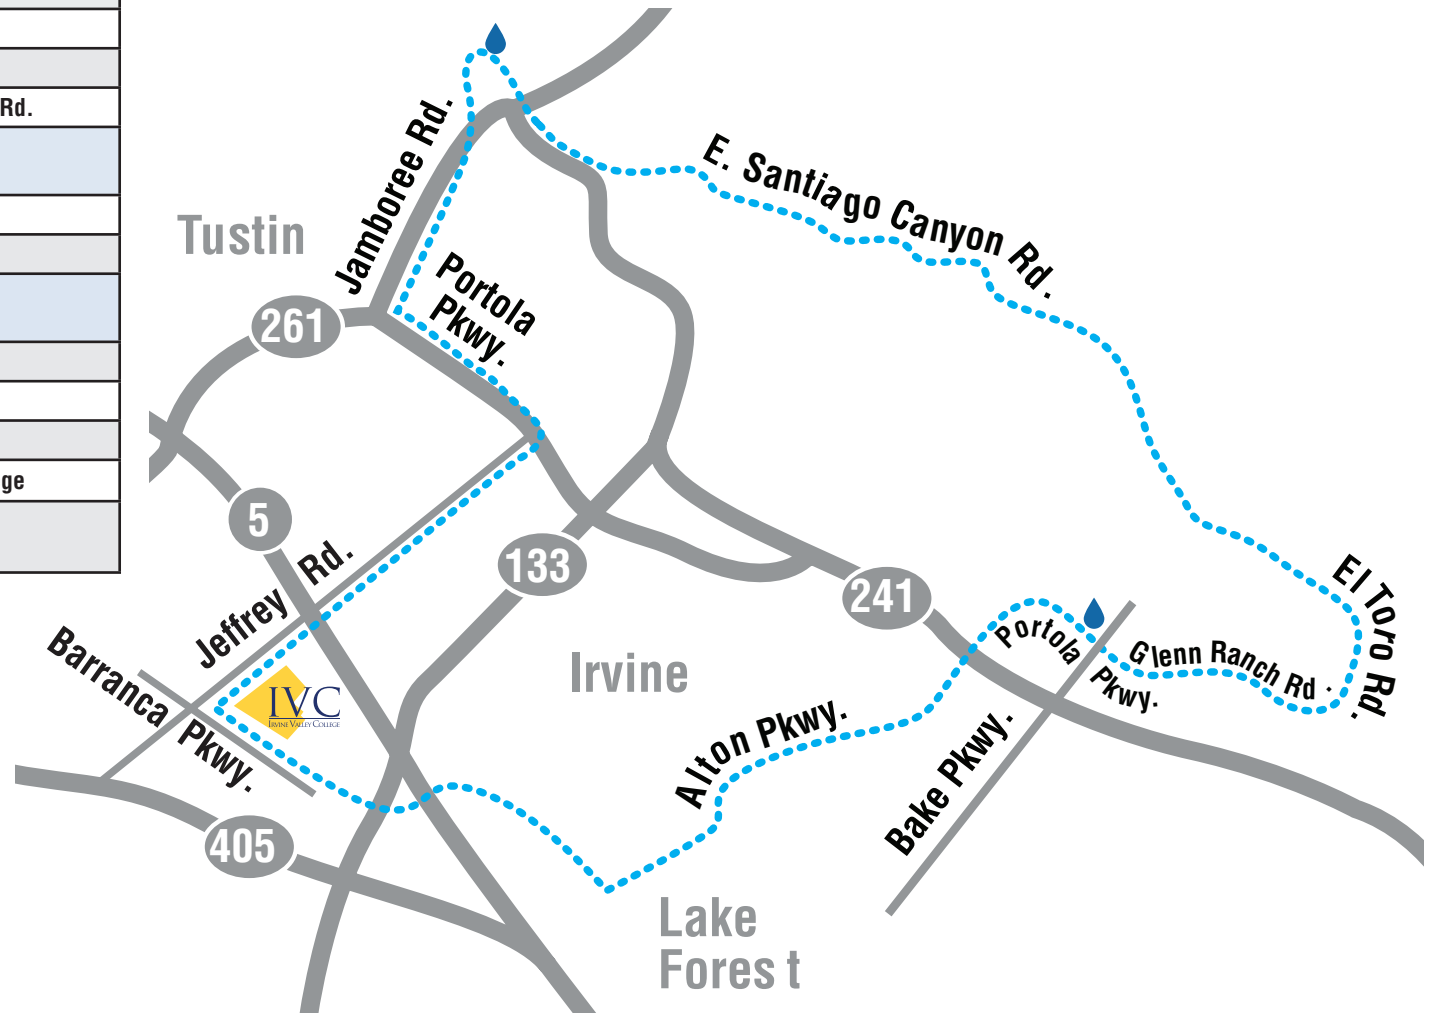 Rd.
ge
Jamboree Rd.
E. Santiago Canyon Rd.
Tustin
Portola
Pkwy.
261
5
133
Jeffrey Rd.
241
El Toro Rd.
Barranca Pkwy.
IVC
IRVINE VALLEY COLLEGE
Irvine
Portola
Pkwy.
Glenn Ranch Rd.
Alton Pkwy.
Bake Pkwy.
405
Lake
Forest